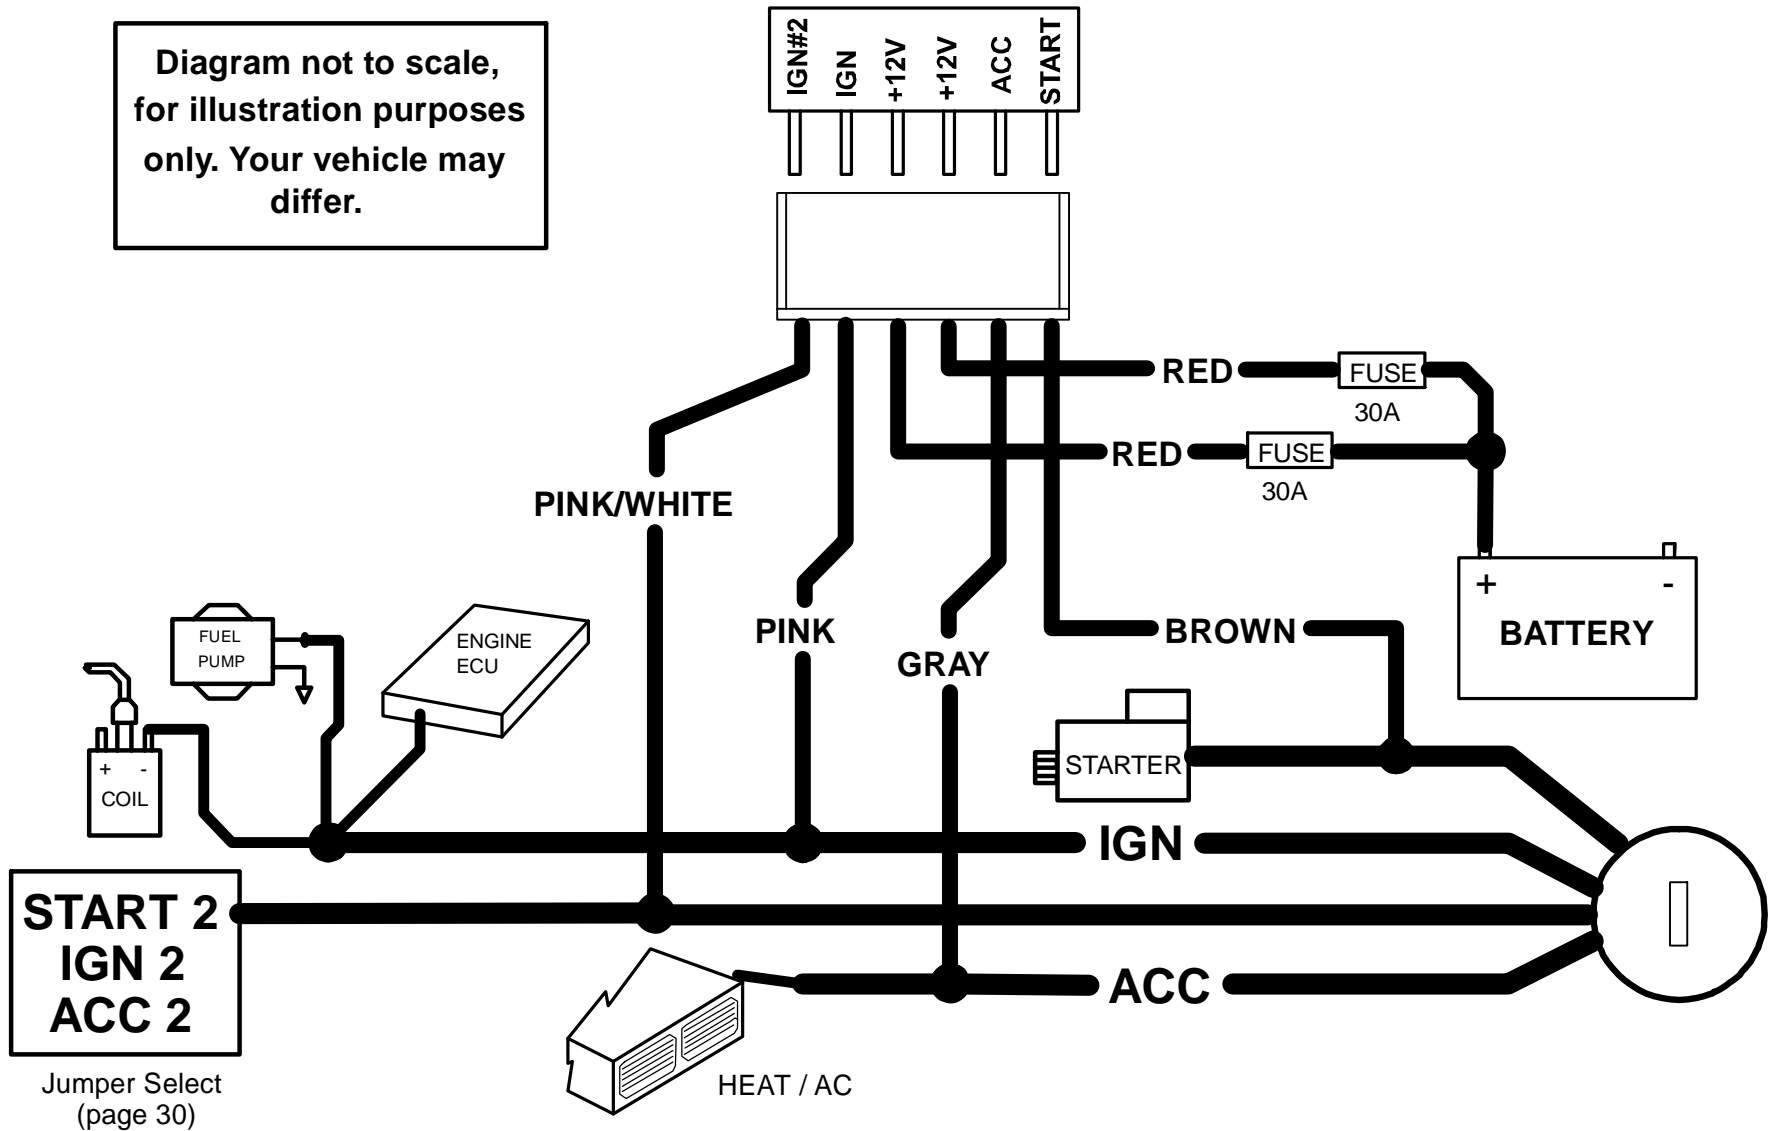 Diagram not to scale,
for illustration purposes
only. Your vehicle may
differ.
IGN#2
IGN
+12V
+12V
ACC
START
RED
FUSE
30A
RED
FUSE
30A
PINK/WHITE
PINK
GRAY
BROWN
+ -
BATTERY
FUEL
PUMP
ENGINE
ECU
+ -
COIL
STARTER
IGN
START 2
IGN 2
ACC 2
ACC
Jumper Select
(page 30)
HEAT / AC